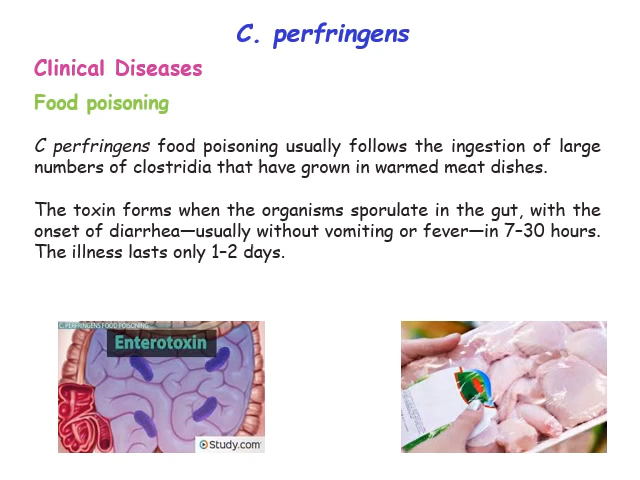 C. perfringens
Clinical Diseases
Food poisoning
C perfringens food poisoning usually follows the ingestion of large
numbers of clostridia that have grown in warmed meat dishes.
The toxin forms when the organisms sporulate in the gut, with the
onset of diarrhea—usually without vomiting or fever—in 7–30 hours.
The illness lasts only 1–2 days.
C. PERFRINGENS FOOD POISONING
Enterotoxin
Study.com